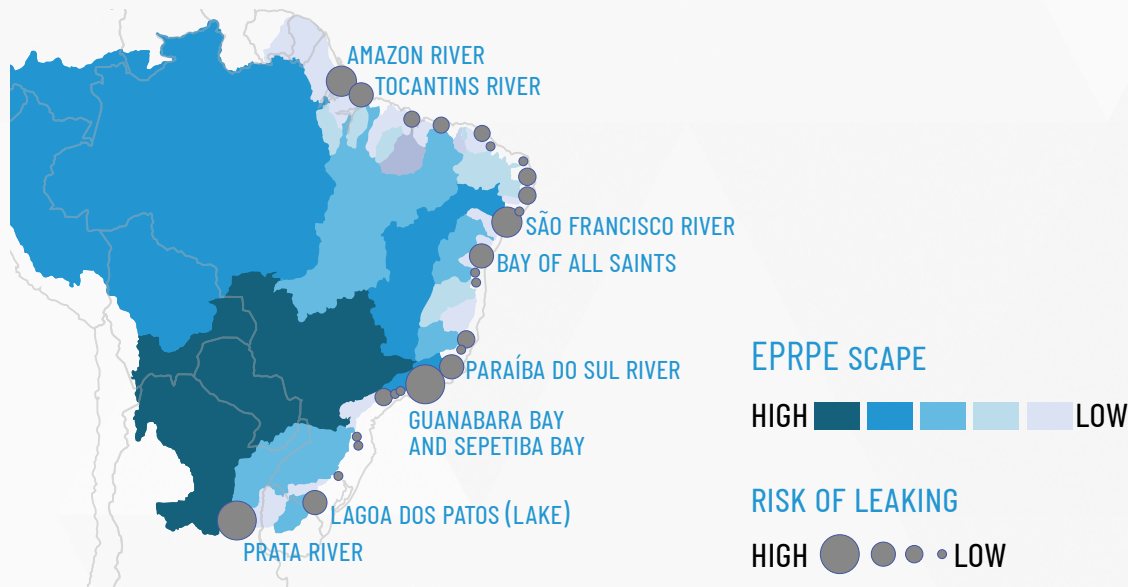 AMAZON RIVER
TOCANTINS RIVER
SÃO FRANCISCO RIVER
BAY OF ALL SAINTS
PARAÍBA DO SUL RIVER
GUANABARA BAY
AND SEPETIBA BAY
LAGOA DOS PATOS (LAKE)
PRATA RIVER
EPRPE SCAPE
HIGH LOW
RISK OF LEAKING
HIGH LOW